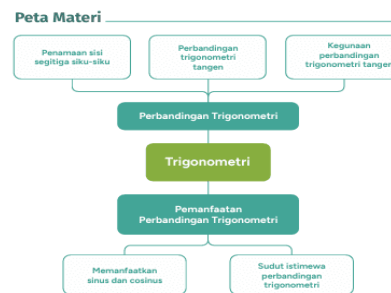 Peta Materi
Penamaan sisi
segitiga siku-siku
Perbandingan
trigonometri
tangen
Kegunaan
perbandingan
trigonometri tangen
Perbandingan Trigonometri
Trigonometri
Pemanfaatan
Perbandingan Trigonometri
Memanfaatkan
sinus dan cosinus
Sudut istimewa
perbandingan
trigonometri